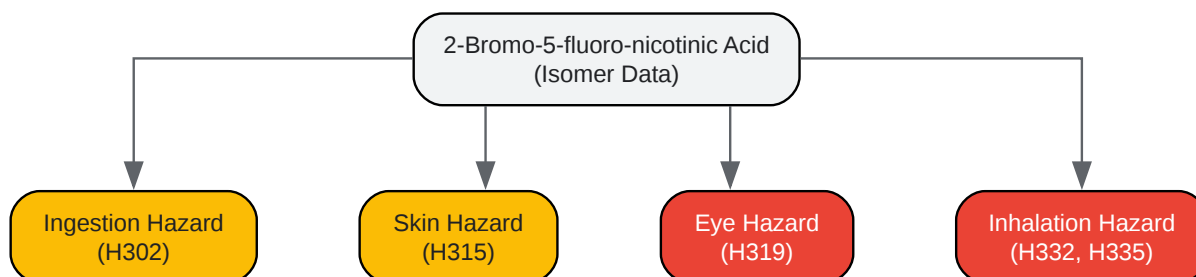 2-Bromo-5-fluoro-nicotinic Acid
(Isomer Data)
Ingestion Hazard
(H302)
Skin Hazard
(H315)
Eye Hazard
(H319)
Inhalation Hazard
(H332, H335)